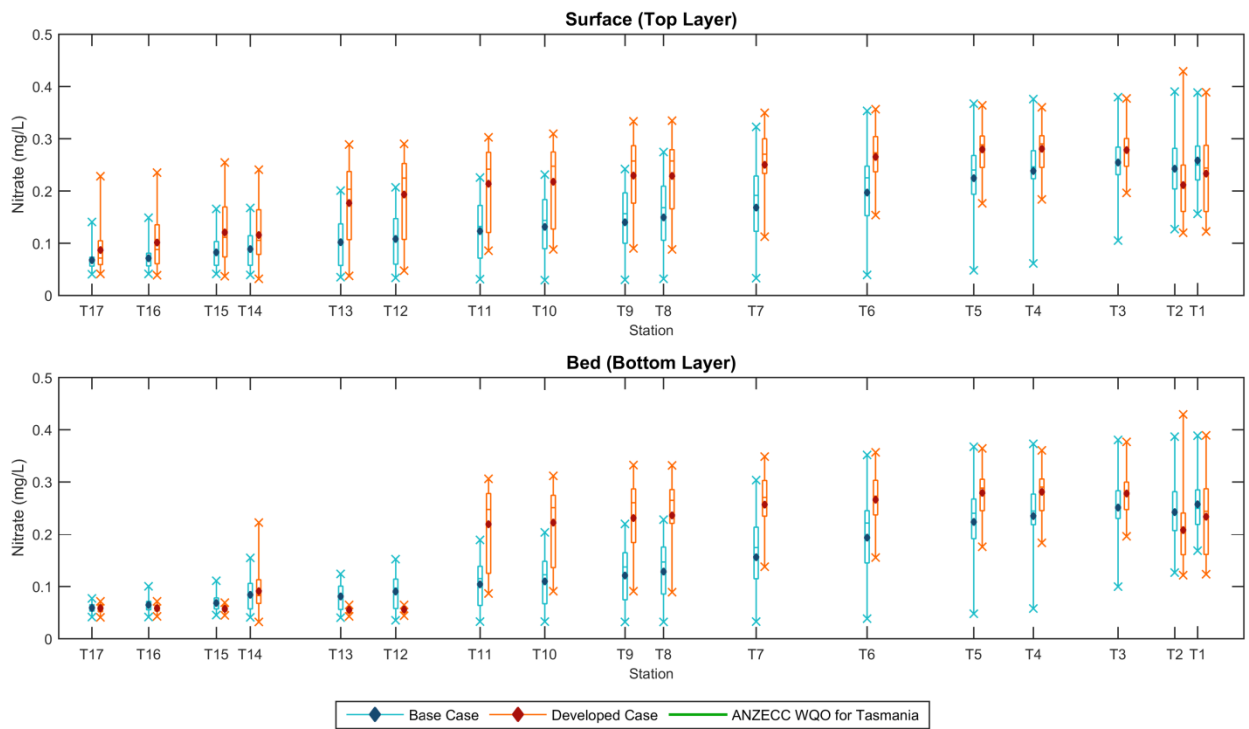 Surface (Top Layer)
0.5
0.4
0.3
0.2
0.1
0
Nitrate (mg/L)
T17 T16 T15 T14 T13 T12 T11 T10 T9 T8 T7 T6 T5 T4 T3 T2 T1
Station
Bed (Bottom Layer)
0.5
0.4
0.3
0.2
0.1
0
Nitrate (mg/L)
T17 T16 T15 T14 T13 T12 T11 T10 T9 T8 T7 T6 T5 T4 T3 T2 T1
Station
Base Case Developed Case ANZECC WQO for Tasmania